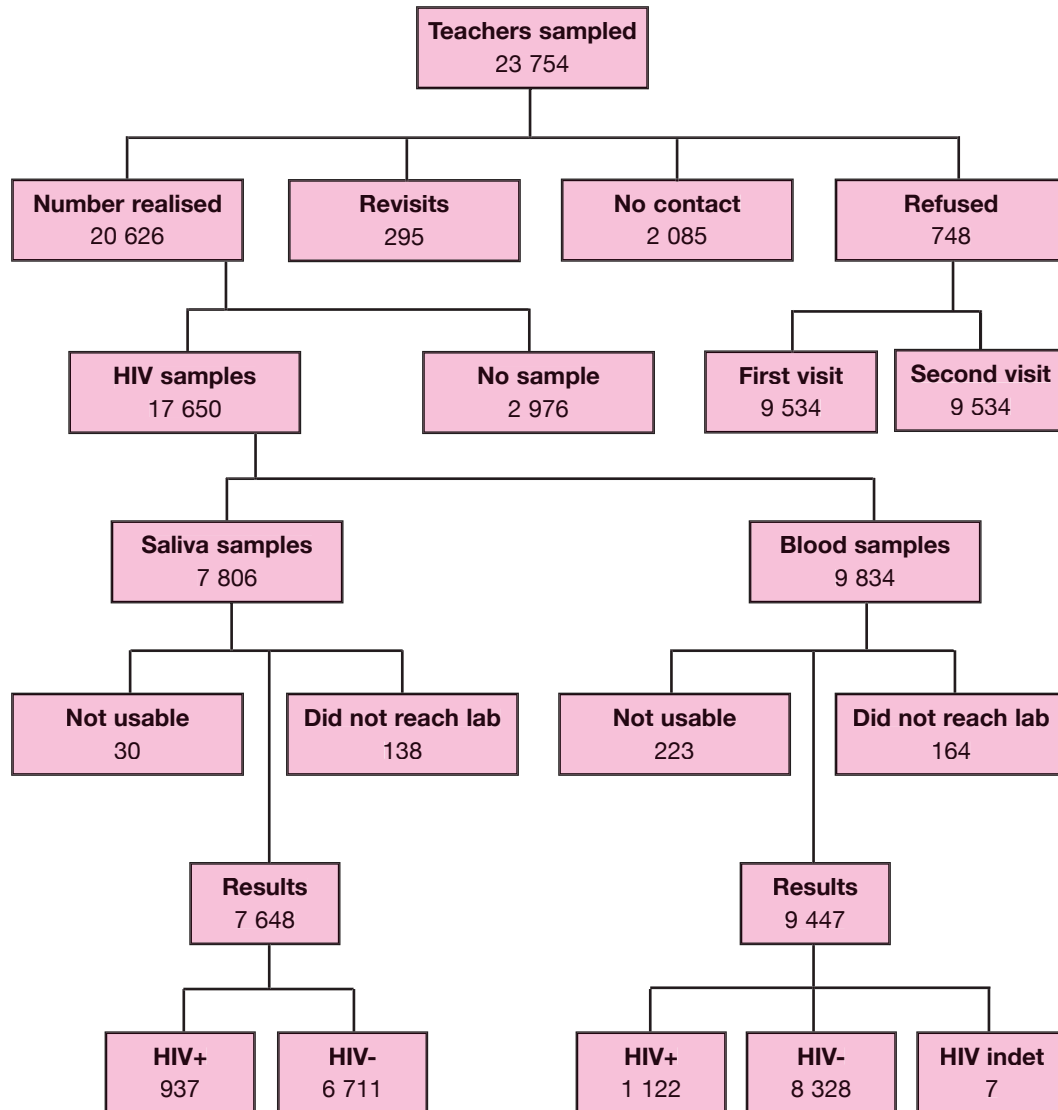 Teachers sampled
23 754
Number realised
20 626
Revisits
295
No contact
2 085
Refused
748
HIV samples
17 650
No sample
2 976
First visit
9 534
Second visit
9 534
Saliva samples
7 806
Blood samples
9 834
Not usable
30
Did not reach lab
138
Not usable
223
Did not reach lab
164
Results
7 648
Results
9 447
HIV+
937
HIV-
6 711
HIV+
1 122
HIV-
8 328
HIV indet
7